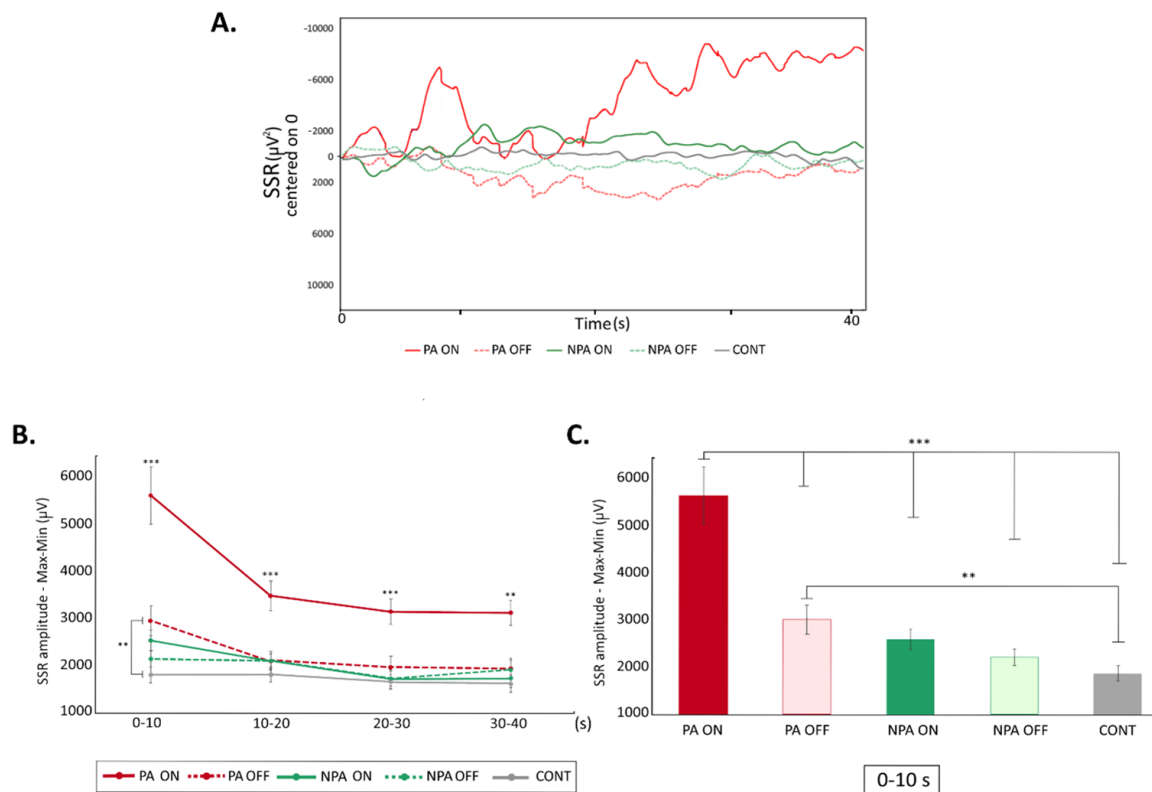 A.
-10000
-6000
-2000
0
2000
6000
10000
SSR (µV²)
centered on 0
0
Time(s)
40
PA ON PA OFF NPA ON NPA OFF CONT
B.
SSR amplitude - Max-Min (µV)
6000
5000
4000
3000
2000
1000
***
***
***
**
**
0-10 10-20 20-30 30-40 (s)
PA ON PA OFF NPA ON NPA OFF CONT
C.
SSR amplitude - Max-Min (µV)
6000
5000
4000
3000
2000
1000
***
**
PA ON PA OFF NPA ON NPA OFF CONT
0-10 s